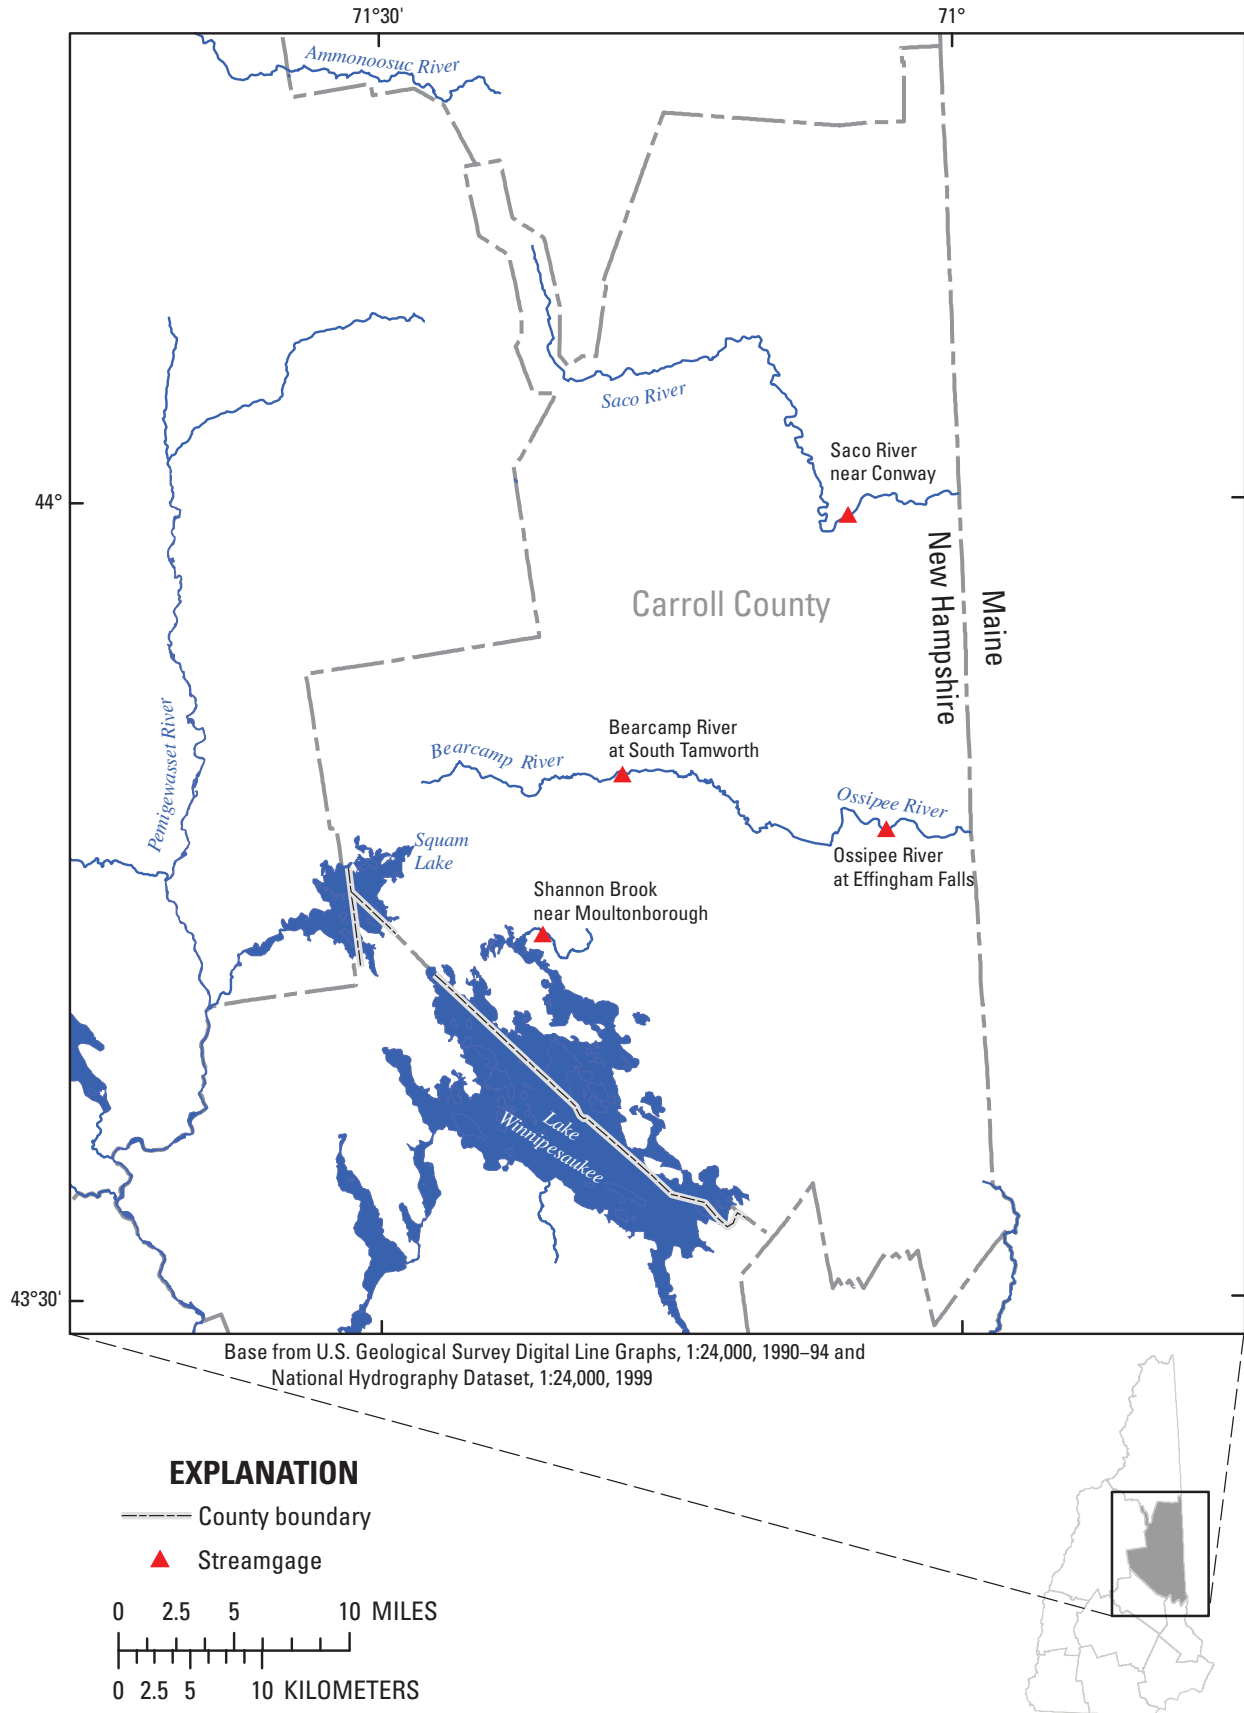 71°30'
71°
Ammonoosuc River
Saco River
Saco River
near Conway
44°
New Hampshire
Maine
Carroll County
Pemigewasset River
Bearcamp River
at South Tamworth
Bearcamp River
Ossipee River
Squam
Lake
Ossipee River
at Effingham Falls
Shannon Brook
near Moultonborough
Lake
Winnipesaukee
43°30'
Base from U.S. Geological Survey Digital Line Graphs, 1:24,000, 1990–94 and
National Hydrography Dataset, 1:24,000, 1999
EXPLANATION
County boundary
Streamgage
0 2.5 5 10 MILES
0 2.5 5 10 KILOMETERS